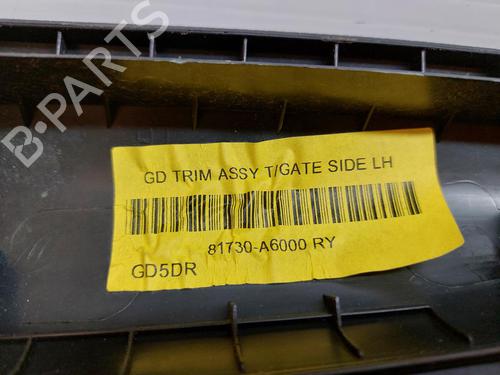 B-PARTS
GD TRIM ASSY T/GATE SIDE LH
81730-A6000 RY
GD5DR